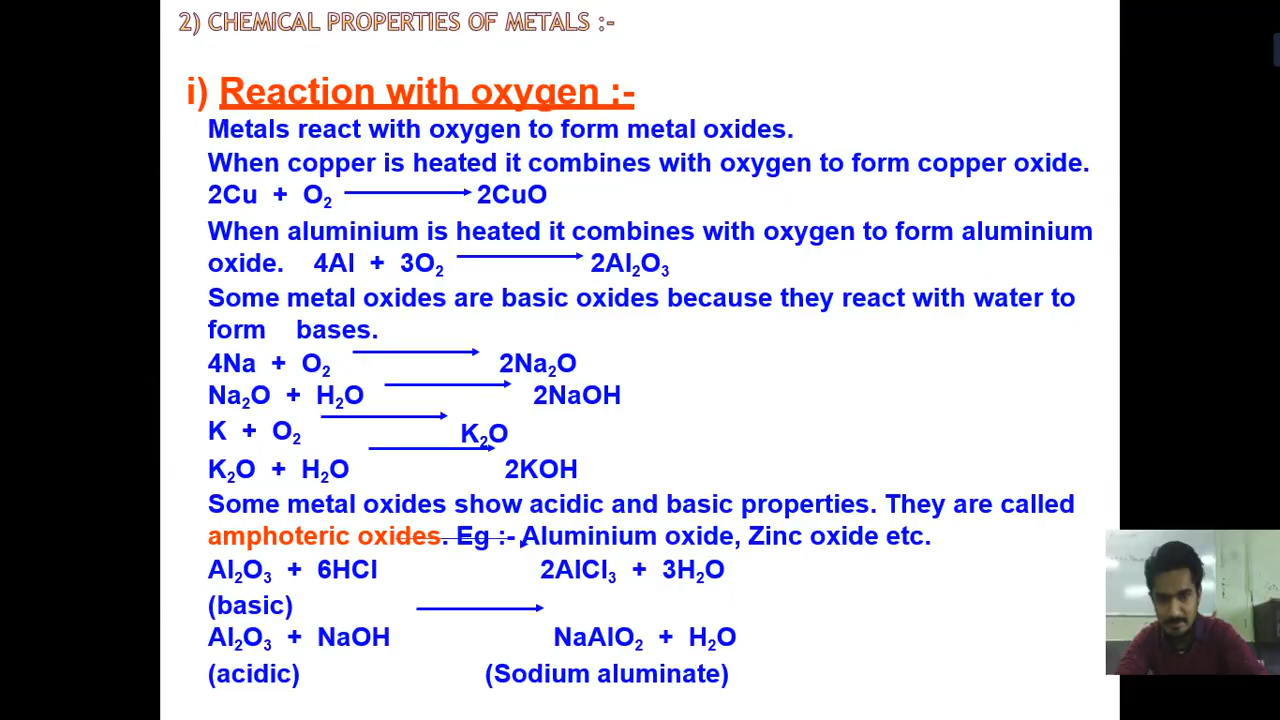 2) CHEMICAL PROPERTIES OF METALS :-
i) Reaction with oxygen :-
Metals react with oxygen to form metal oxides.
When copper is heated it combines with oxygen to form copper oxide.
2Cu + O₂ ⟶ 2CuO
When aluminium is heated it combines with oxygen to form aluminium
oxide. 4Al + 3O₂ ⟶ 2Al₂O₃
Some metal oxides are basic oxides because they react with water to
form bases.
4Na + O₂ ⟶ 2Na₂O
Na₂O + H₂O ⟶ 2NaOH
K + O₂ ⟶ K₂O
K₂O + H₂O ⟶ 2KOH
Some metal oxides show acidic and basic properties. They are called
amphoteric oxides. Eg :- Aluminium oxide, Zinc oxide etc.
Al₂O₃ + 6HCl ⟶ 2AlCl₃ + 3H₂O
(basic)
Al₂O₃ + NaOH ⟶ NaAlO₂ + H₂O
(acidic) (Sodium aluminate)